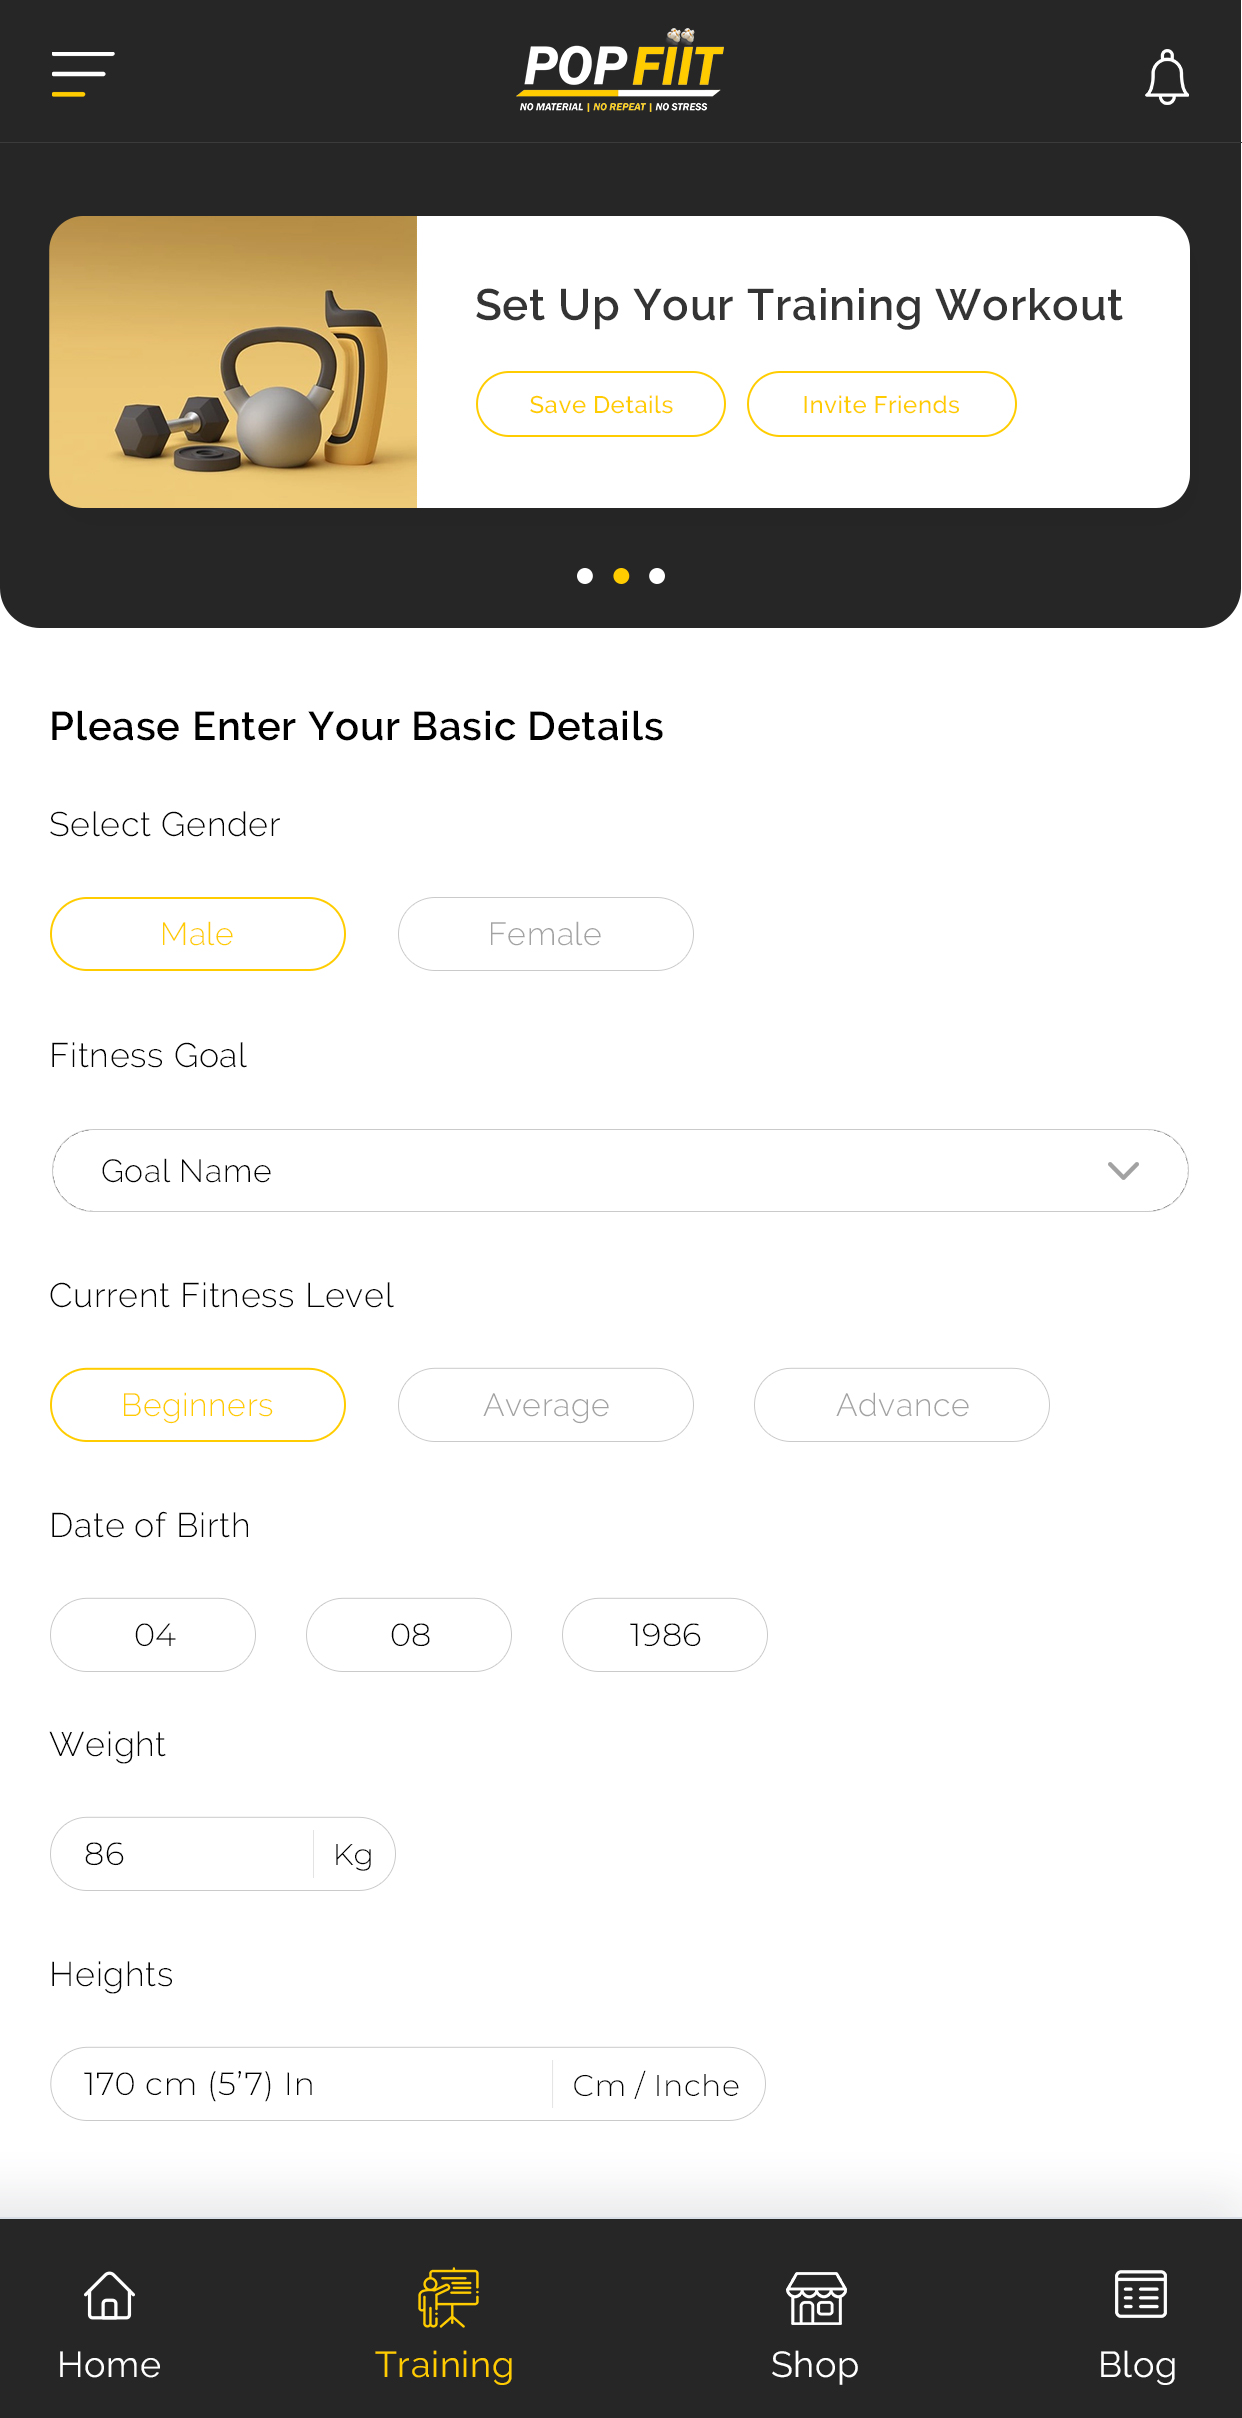 POP FIIT
NO MATERIAL | NO REPEAT | NO STRESS
Set Up Your Training Workout
Save Details
Invite Friends
Please Enter Your Basic Details
Select Gender
Male
Female
Fitness Goal
Goal Name
Current Fitness Level
Beginners
Average
Advance
Date of Birth
04
08
1986
Weight
86
Kg
Heights
170 cm (5’7) In
Cm / Inche
Home
Training
Shop
Blog